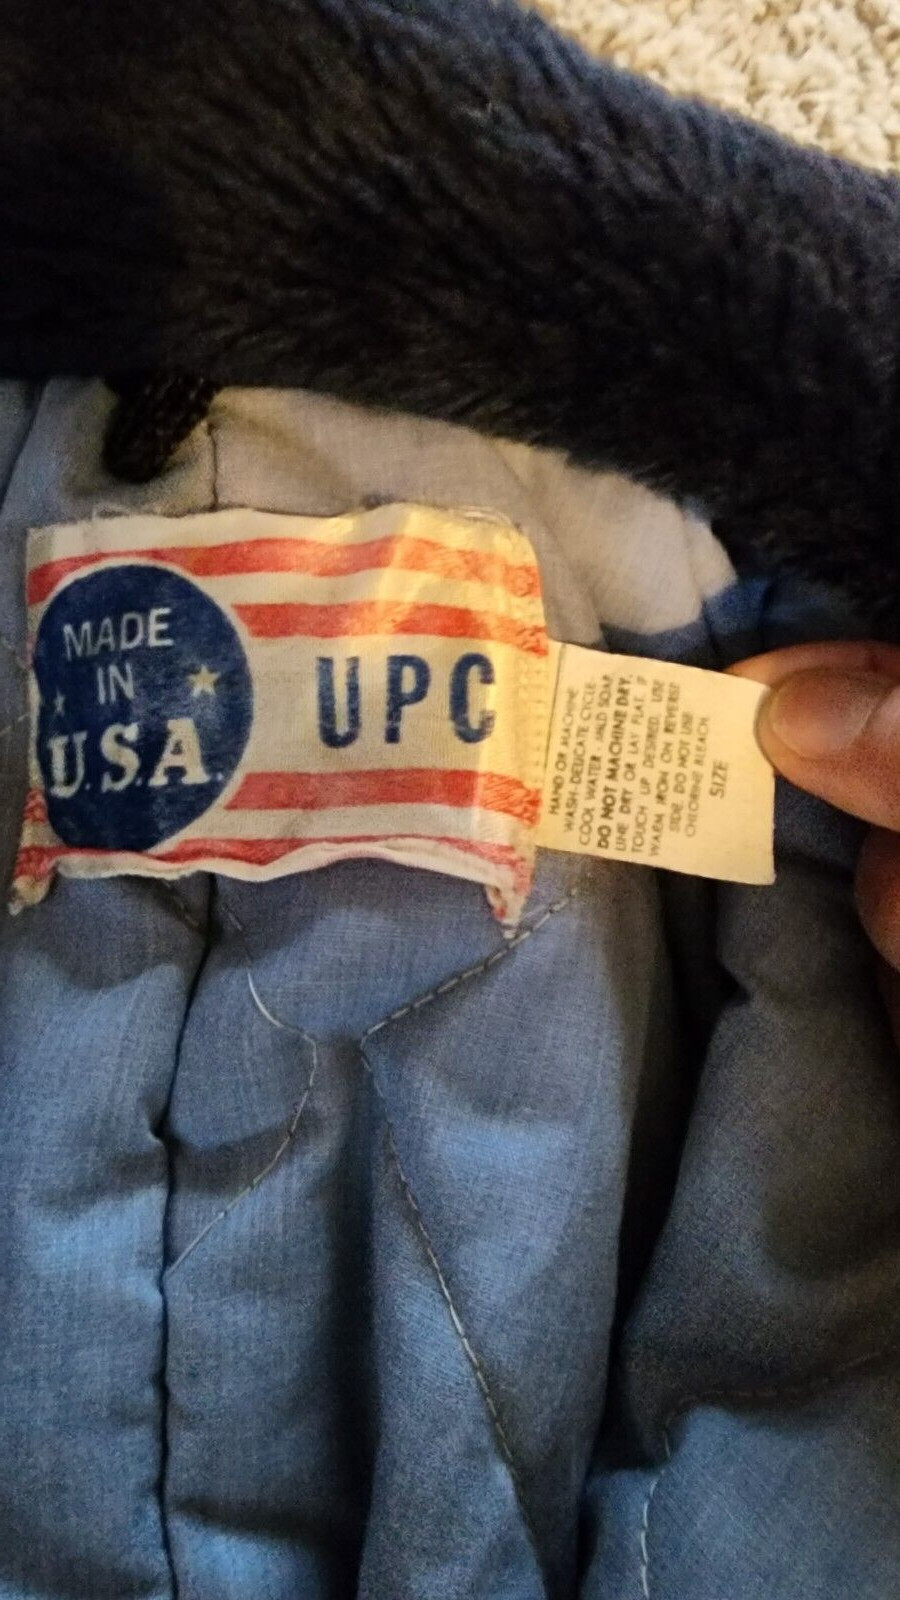 MADE
IN
U.S.A.
UPC
HAND OR MACHINE
WASH-DELICATE CYCLE-
COOL WATER - MILD SOAP
DO NOT MACHINE DRY,
LINE DRY OR LAY FLAT. IF
TOUCH UP DESIRED, USE
WARM IRON ON REVERSE
SIDE. DO NOT USE
CHLORINE BLEACH
SIZE